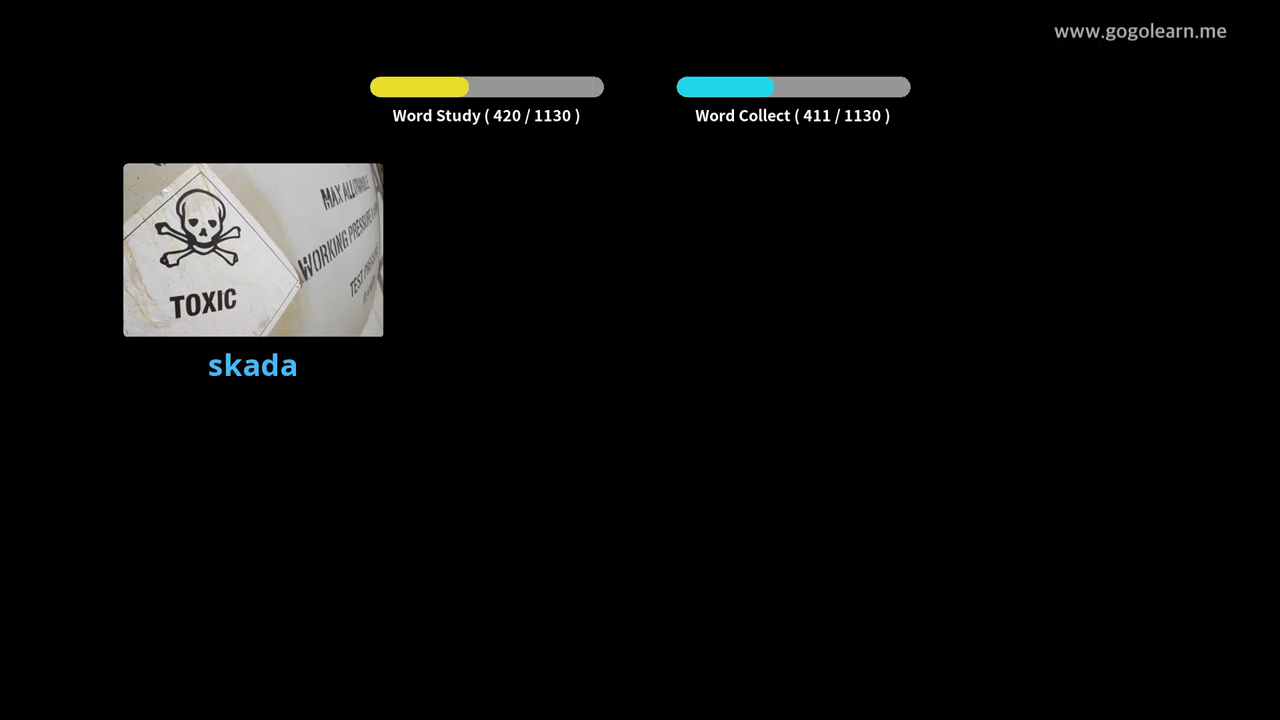 www.gogolearn.me
Word Study ( 420 / 1130 )
Word Collect ( 411 / 1130 )
MAX ALLOWABLE
WORKING PRESSURE
TOXIC
skada